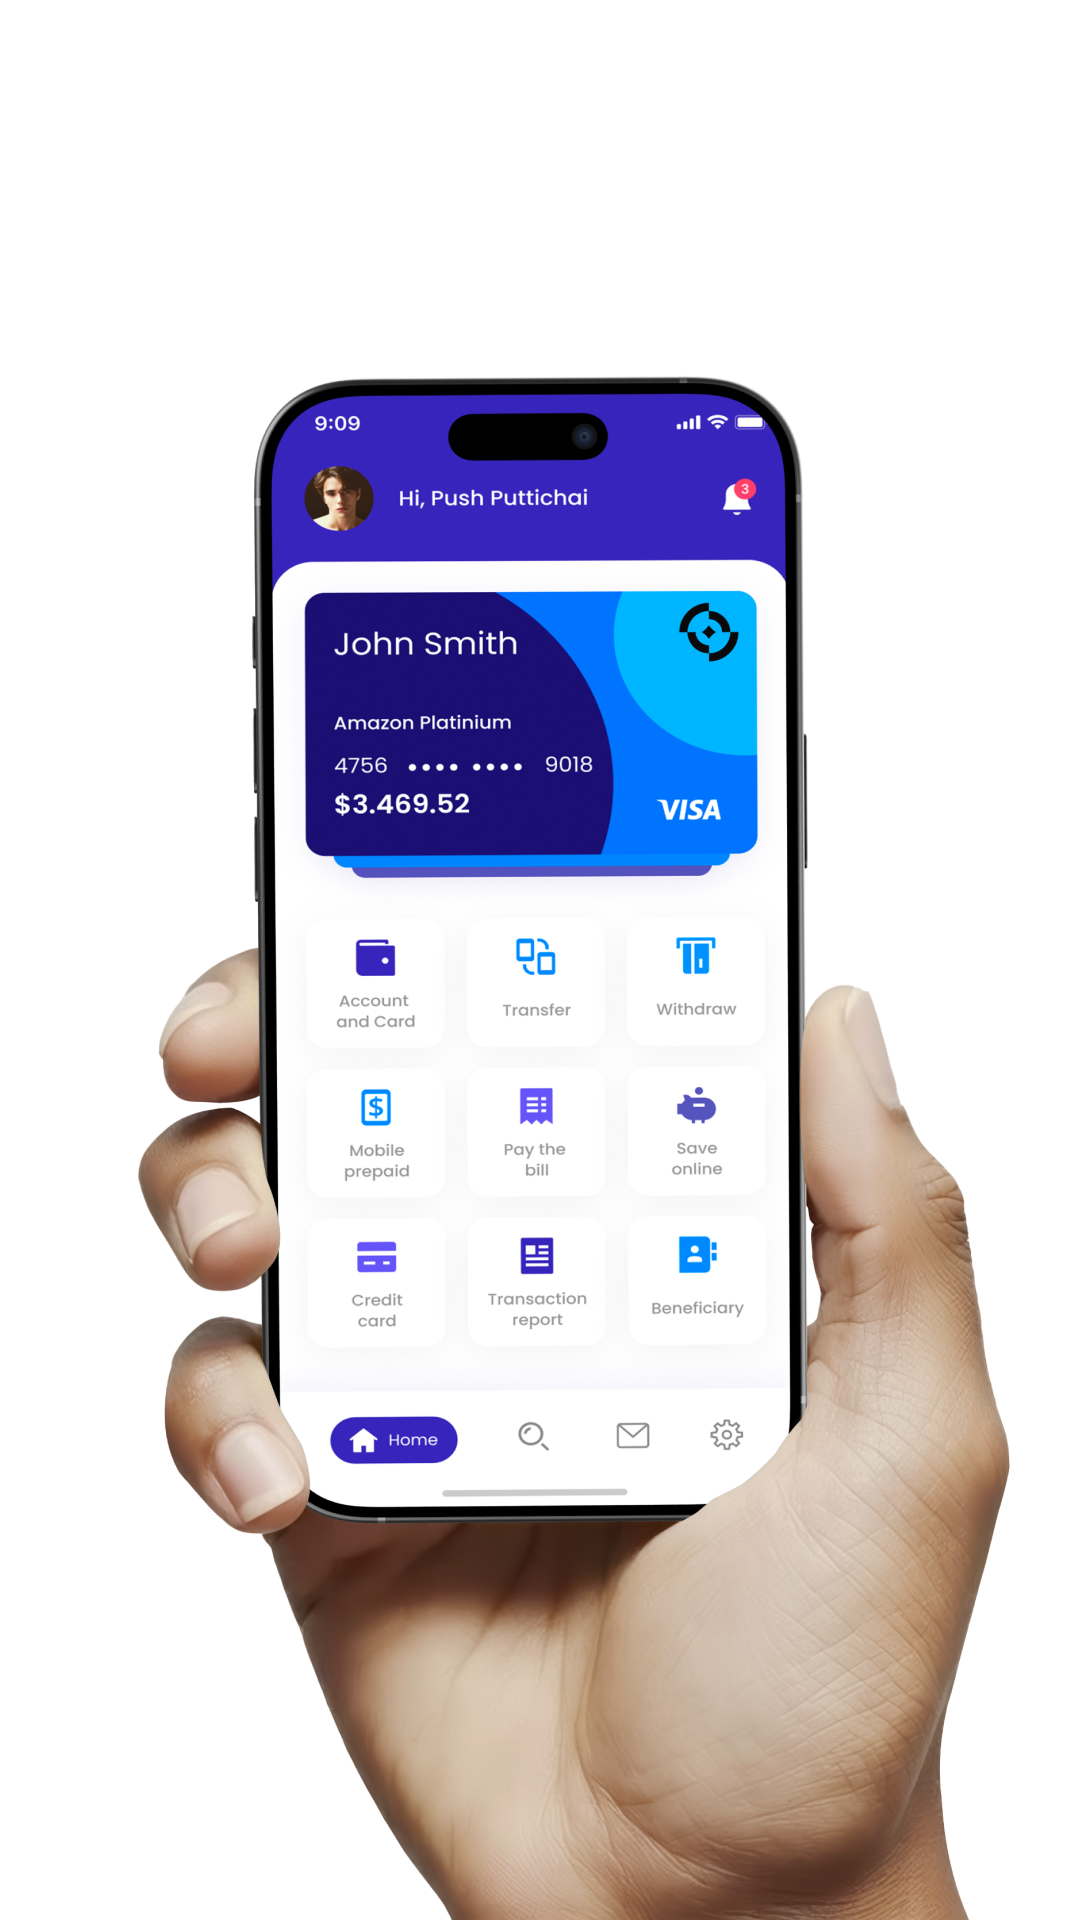 9:09
Hi, Push Puttichai
3
John Smith
Amazon Platinium
4756 •••• •••• 9018
$3.469.52
VISA
Account
and Card
Transfer
Withdraw
Mobile
prepaid
Pay the
bill
Save
online
Credit
card
Transaction
report
Beneficiary
Home